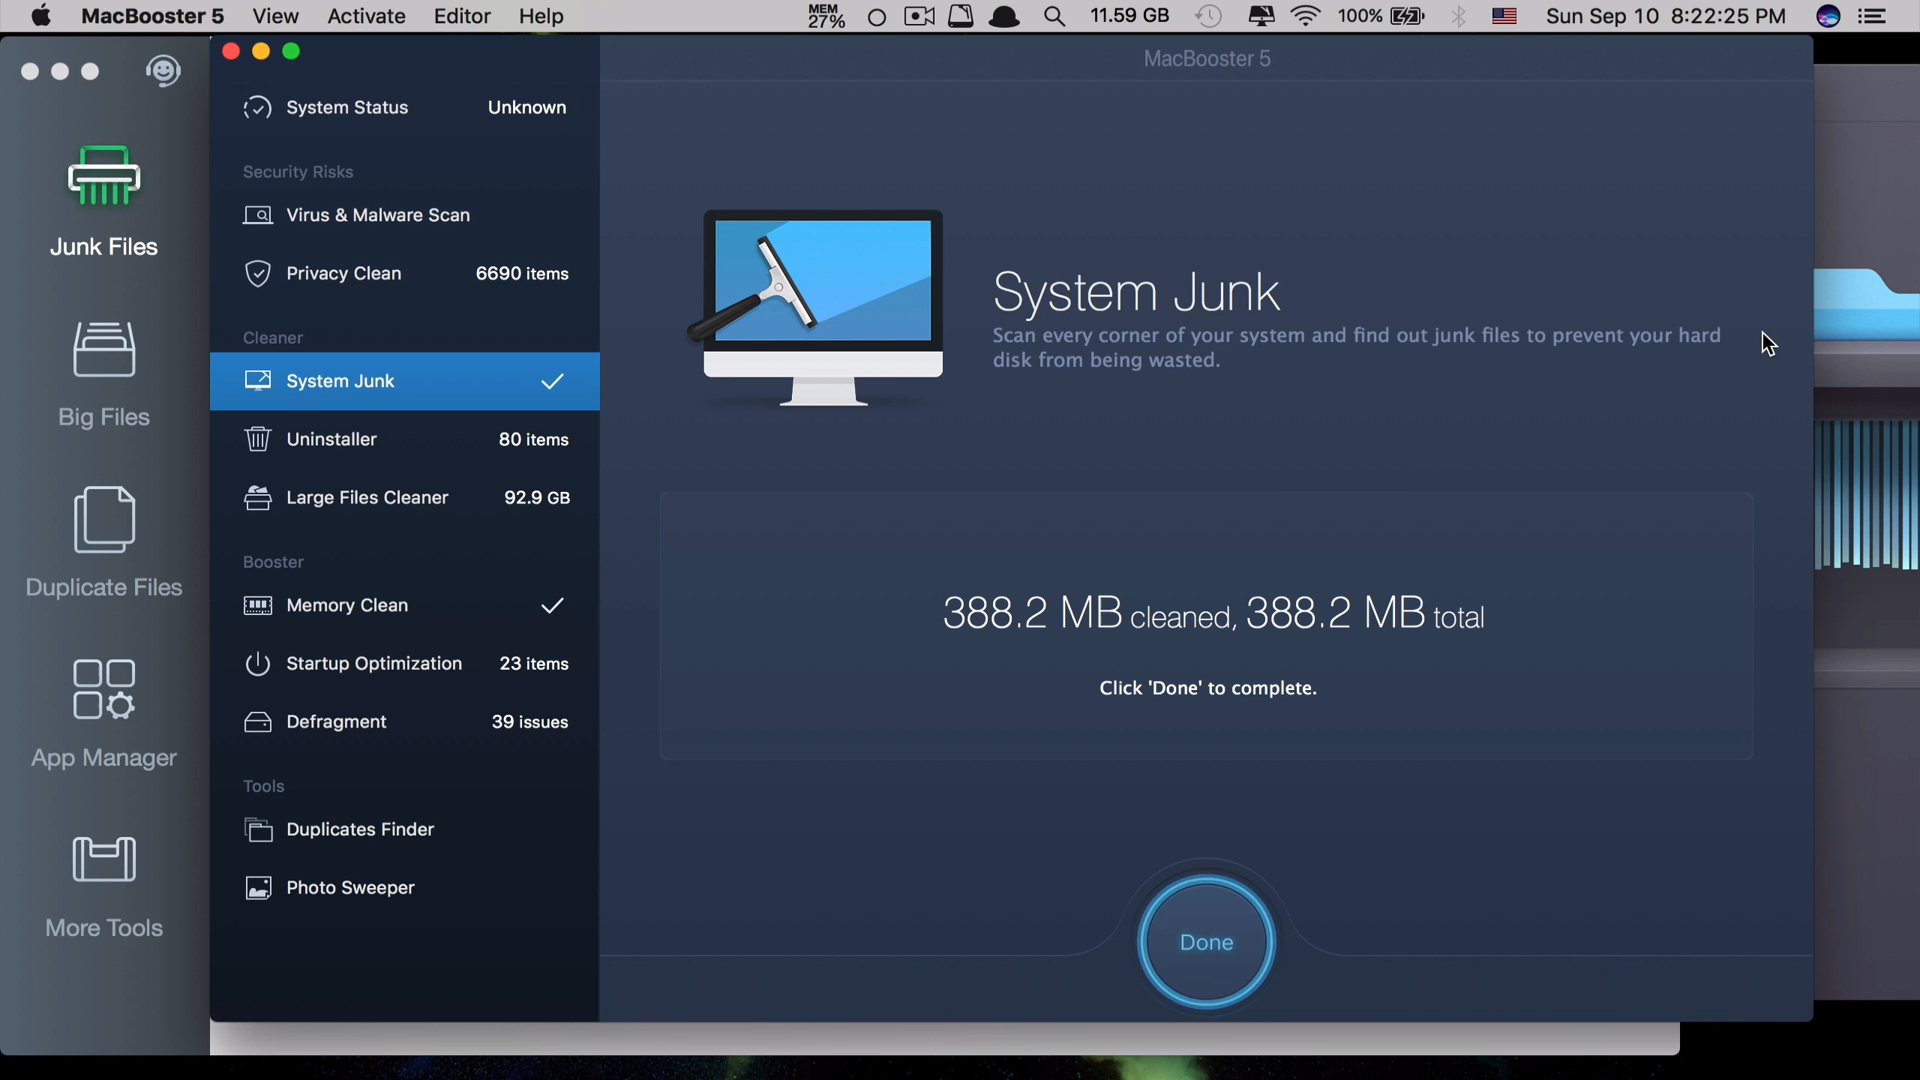 MacBooster 5 View Activate Editor Help MEM 27% 11.59 GB 100% Sun Sep 10 8:22:25 PM
MacBooster 5
Junk Files
Big Files
Duplicate Files
App Manager
More Tools
System Status Unknown
Security Risks
Virus & Malware Scan
Privacy Clean 6690 items
Cleaner
System Junk
Uninstaller 80 items
Large Files Cleaner 92.9 GB
Booster
Memory Clean
Startup Optimization 23 items
Defragment 39 issues
Tools
Duplicates Finder
Photo Sweeper
System Junk
Scan every corner of your system and find out junk files to prevent your hard
disk from being wasted.
388.2 MB cleaned, 388.2 MB total
Click 'Done' to complete.
Done